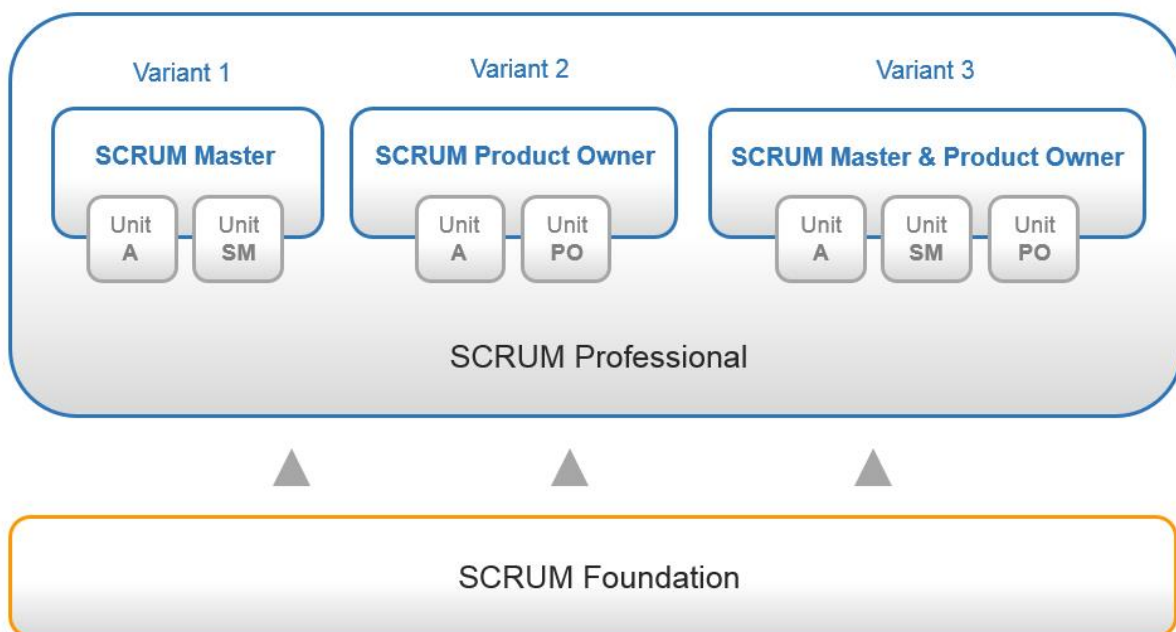 Variant 1
Variant 2
Variant 3
SCRUM Master
SCRUM Product Owner
SCRUM Master & Product Owner
Unit
A
Unit
SM
Unit
A
Unit
PO
Unit
A
Unit
SM
Unit
PO
SCRUM Professional
SCRUM Foundation